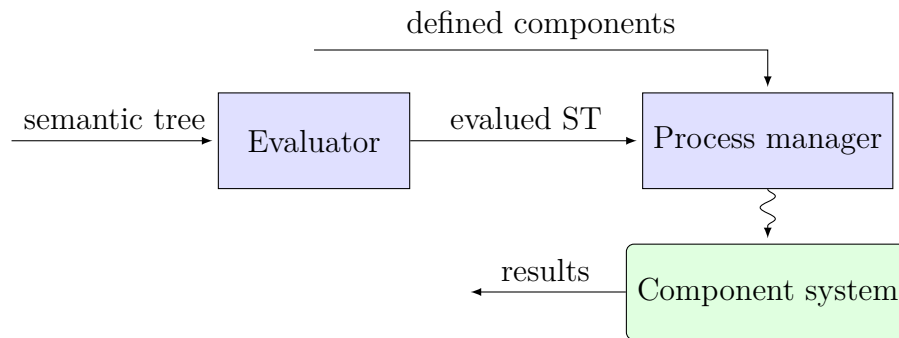 defined components
semantic tree
Evaluator
evalued ST
Process manager
results
Component system